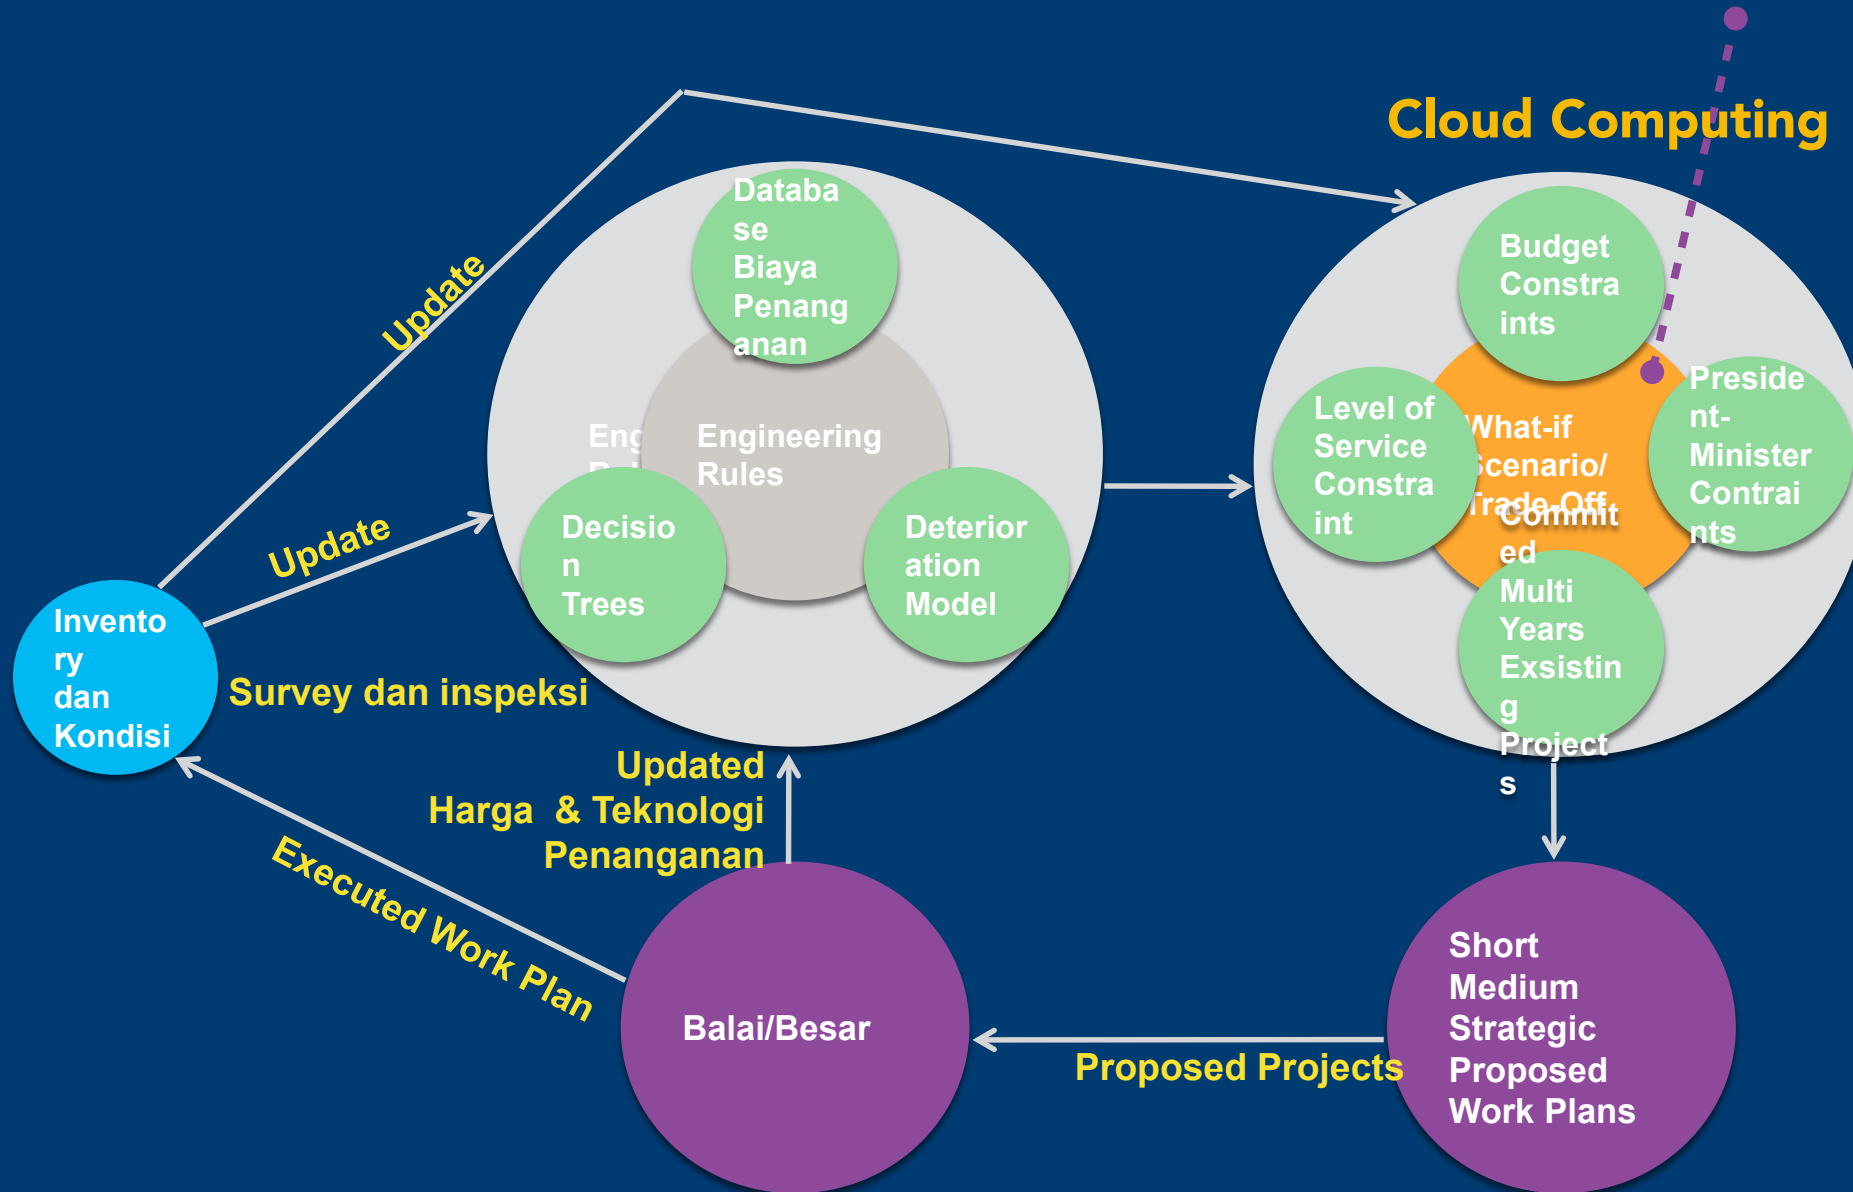 Cloud Computing
Update
Databa
se
Biaya
Penang
anan
Engineering
Rules
Decisio
n
Trees
Deterior
ation
Model
Budget
Constra
ints
Level of
Service
Constra
int
What-if
Scenario/
Trade-Off
Preside
nt-
Minister
Contrai
nts
Commit
ed
Multi
Years
Exsistin
g
Project
s
Update
Invento
ry
dan
Kondisi
Survey dan inspeksi
Updated
Harga & Teknologi
Penanganan
Executed Work Plan
Balai/Besar
Proposed Projects
Short
Medium
Strategic
Proposed
Work Plans